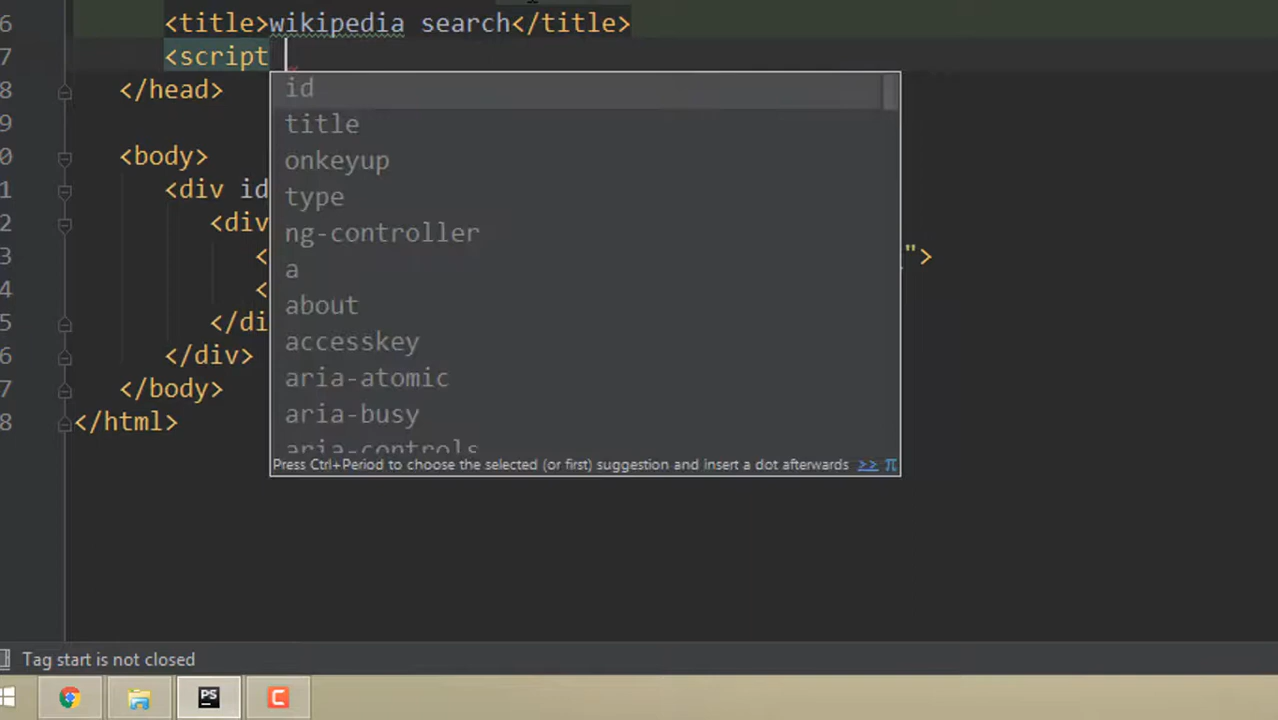 6 <title>wikipedia search</title>
7 <script
8 </head>
9
0 <body>
1 <div id
2 <div
3 < ">
4 <
5 </di
6 </div>
7 </body>
8 </html>
id
title
onkeyup
type
ng-controller
a
about
accesskey
aria-atomic
aria-busy
aria-controls
Press Ctrl+Period to choose the selected (or first) suggestion and insert a dot afterwards >> π
Tag start is not closed
PS
C